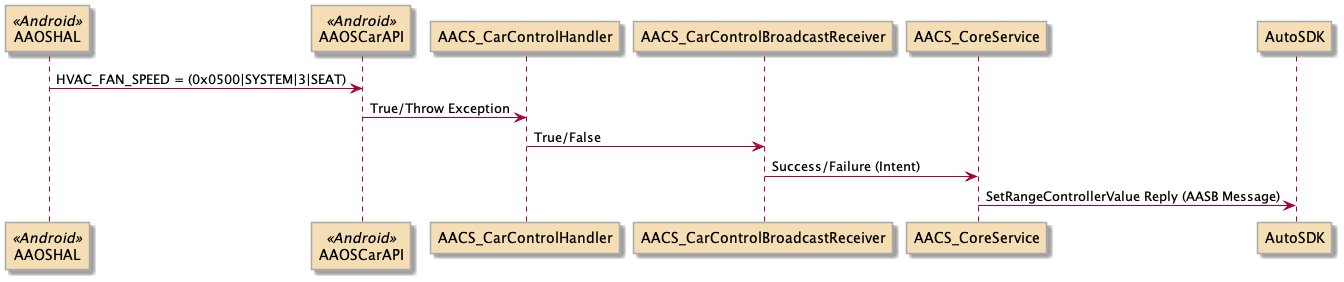 «Android»
AAOSHAL
«Android»
AAOSCarAPI
AACS_CarControlHandler
AACS_CarControlBroadcastReceiver
AACS_CoreService
AutoSDK
HVAC_FAN_SPEED = (0x0500|SYSTEM|3|SEAT)
True/Throw Exception
True/False
Success/Failure (Intent)
SetRangeControllerValue Reply (AASB Message)
«Android»
AAOSHAL
«Android»
AAOSCarAPI
AACS_CarControlHandler
AACS_CarControlBroadcastReceiver
AACS_CoreService
AutoSDK